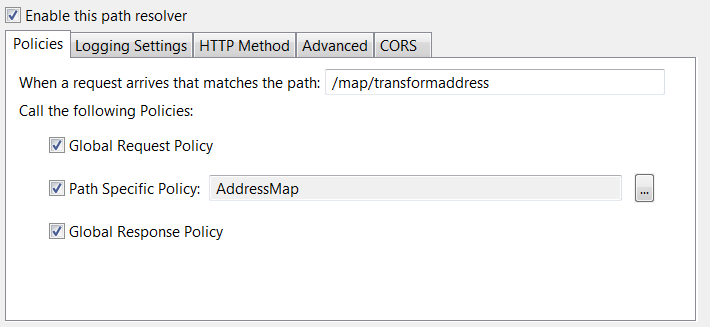 Enable this path resolver
Policies Logging Settings HTTP Method Advanced CORS
When a request arrives that matches the path: /map/transformaddress
Call the following Policies:
Global Request Policy
Path Specific Policy: AddressMap ...
Global Response Policy